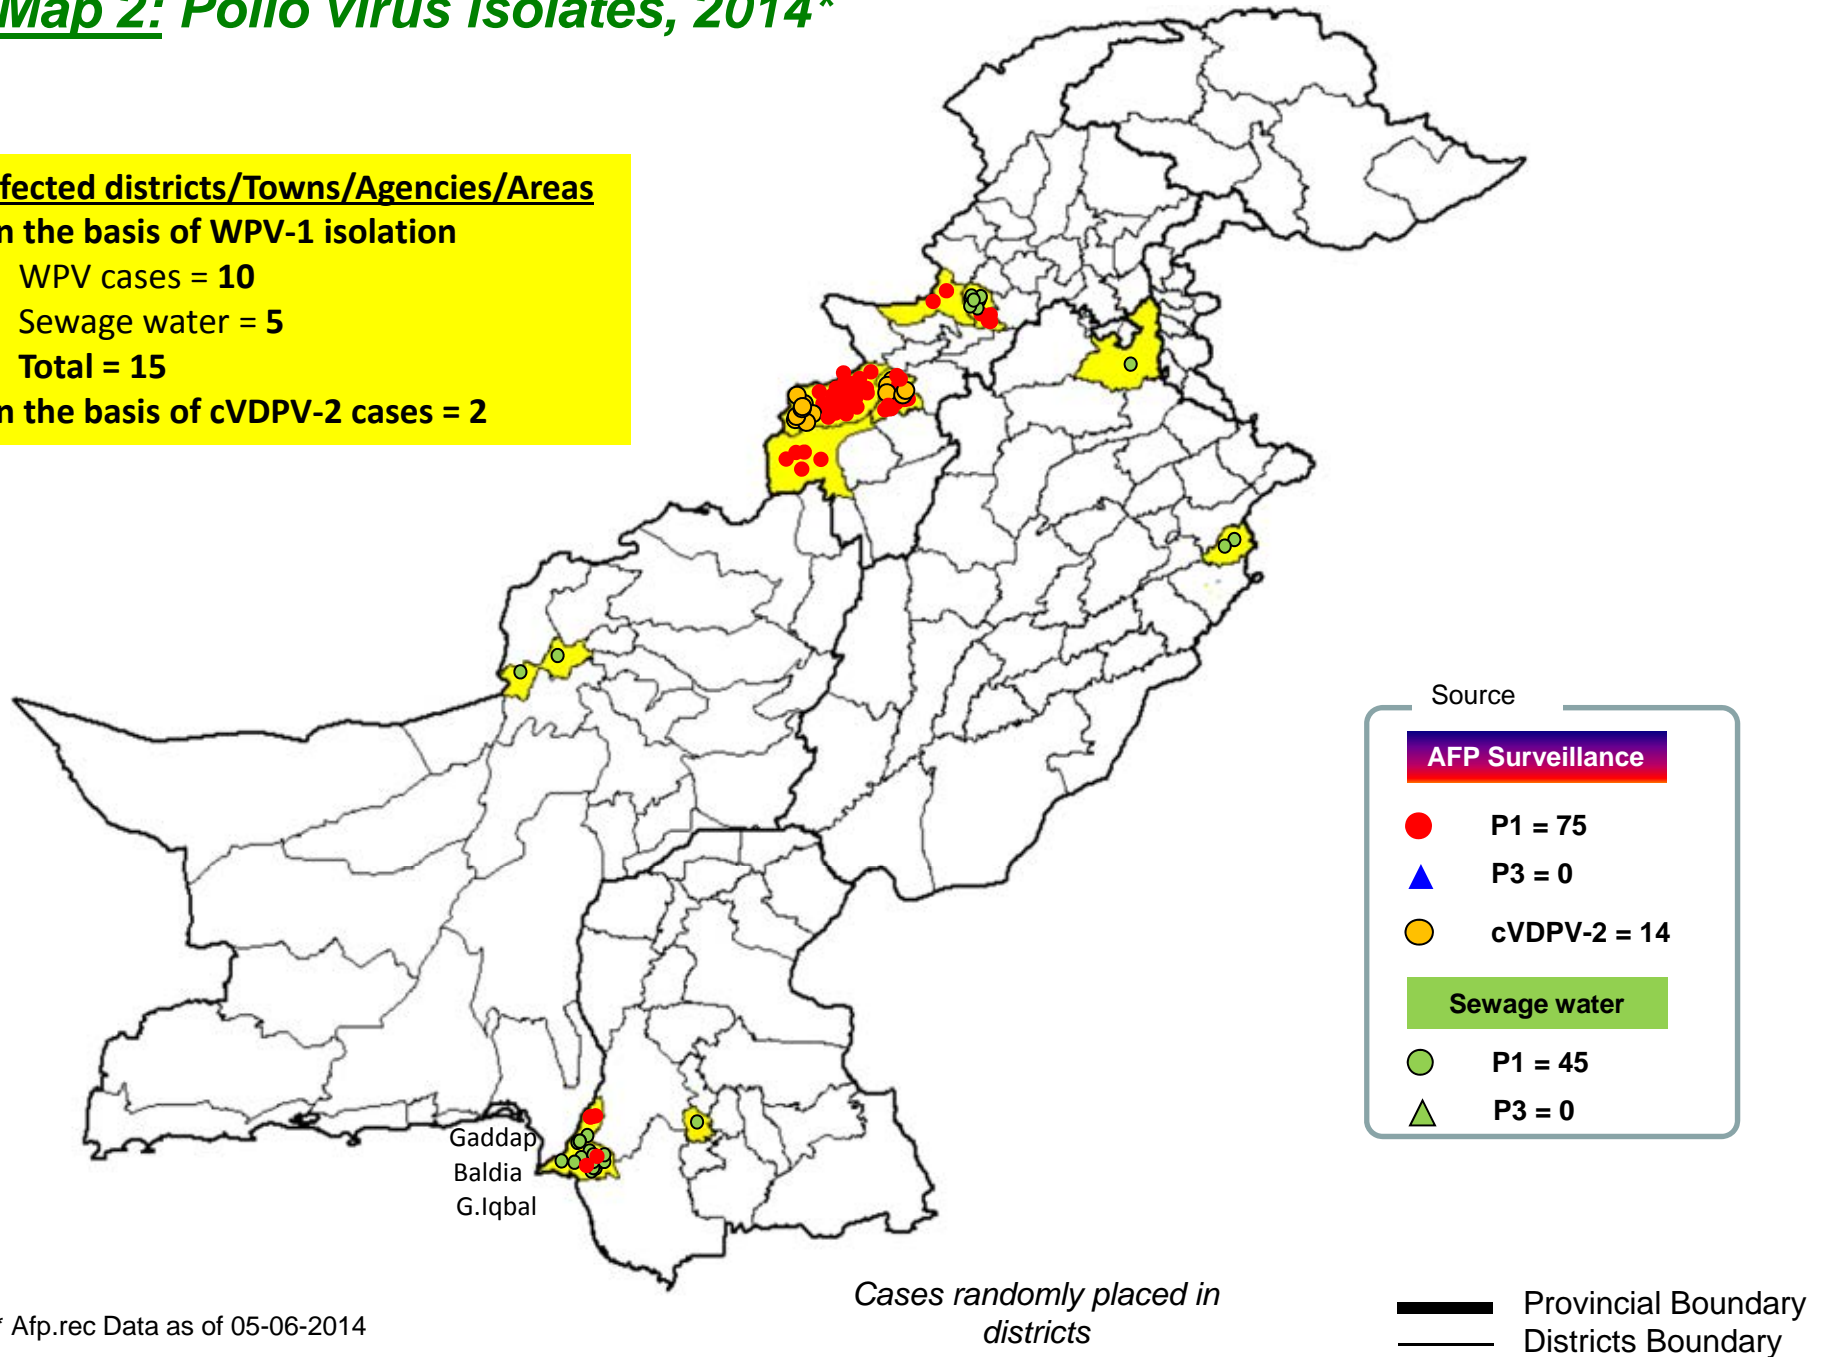 Map 2: Polio virus Isolates, 2014*
fected districts/Towns/Agencies/Areas
n the basis of WPV-1 isolation
WPV cases = 10
Sewage water = 5
Total = 15
n the basis of cVDPV-2 cases = 2
Source
AFP Surveillance
P1 = 75
P3 = 0
cVDPV-2 = 14
Sewage water
P1 = 45
P3 = 0
Gaddap
Baldia
G.Iqbal
Cases randomly placed in
districts
Provincial Boundary
Districts Boundary
* Afp.rec Data as of 05-06-2014